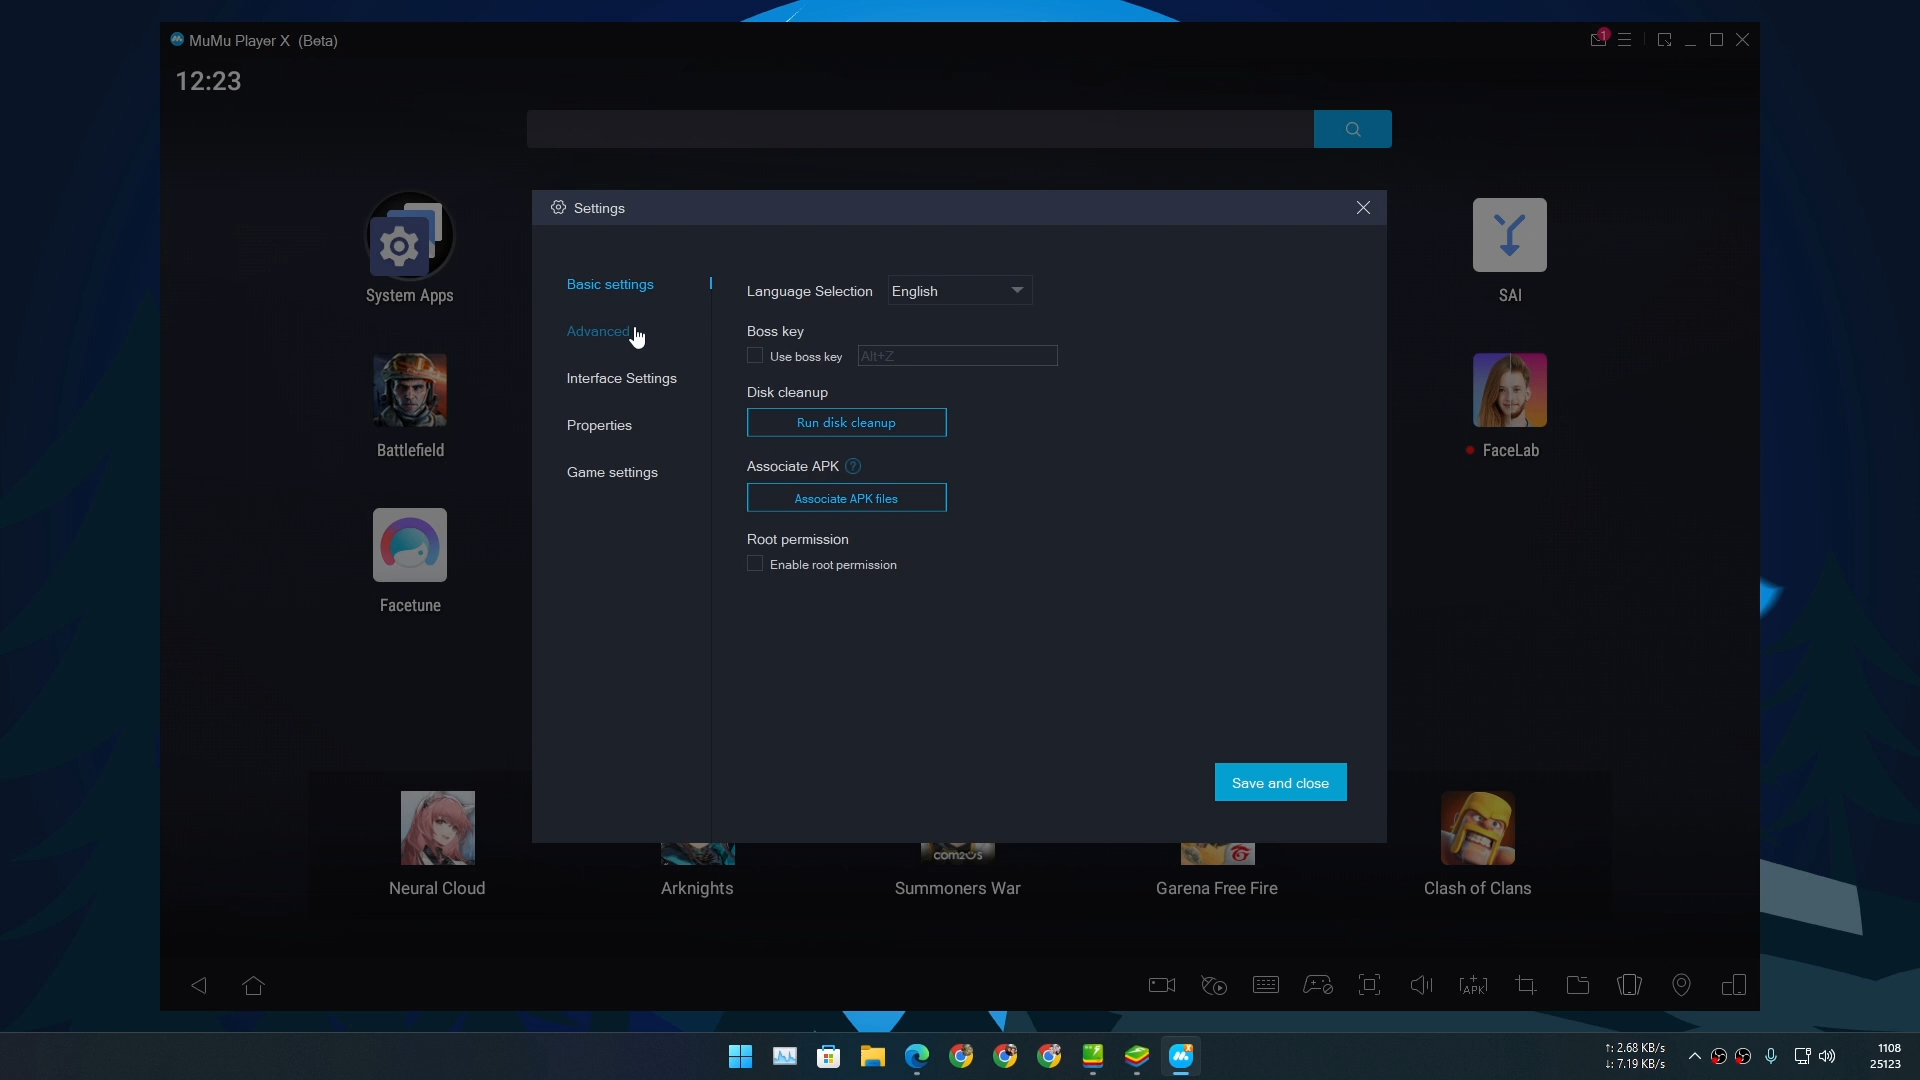 MuMu Player X (Beta)
1
12:23
Settings
System Apps
SAI
Basic settings
Language Selection English
Advanced
Boss key
Use boss key Alt+Z
Interface Settings
Disk cleanup
Run disk cleanup
Properties
Battlefield
FaceLab
Associate APK ?
Game settings
Associate APK files
Root permission
Enable root permission
Facetune
Save and close
com2us
Neural Cloud
Arknights
Summoners War
Garena Free Fire
Clash of Clans
APK
↑: 2.68 KB/s
↓: 7.19 KB/s
1108
25123